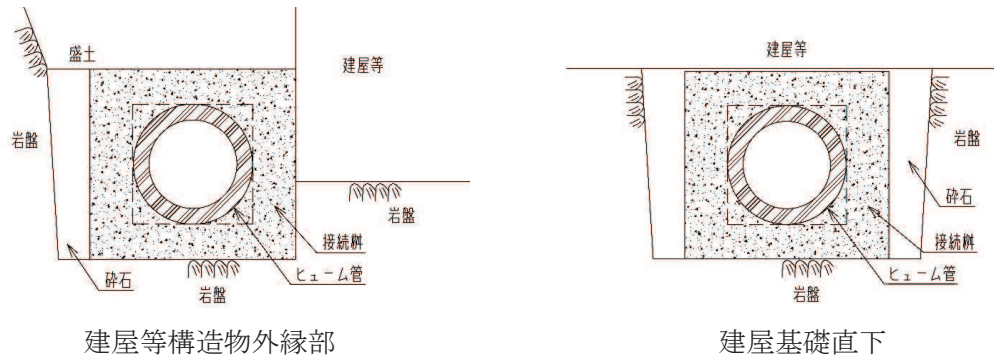 盛土
建屋等
岩盤
岩盤
接続桝
ヒューム管
砕石
岩盤
建屋等構造物外縁部
建屋等
岩盤
砕石
接続桝
ヒューム管
岩盤
建屋基礎直下